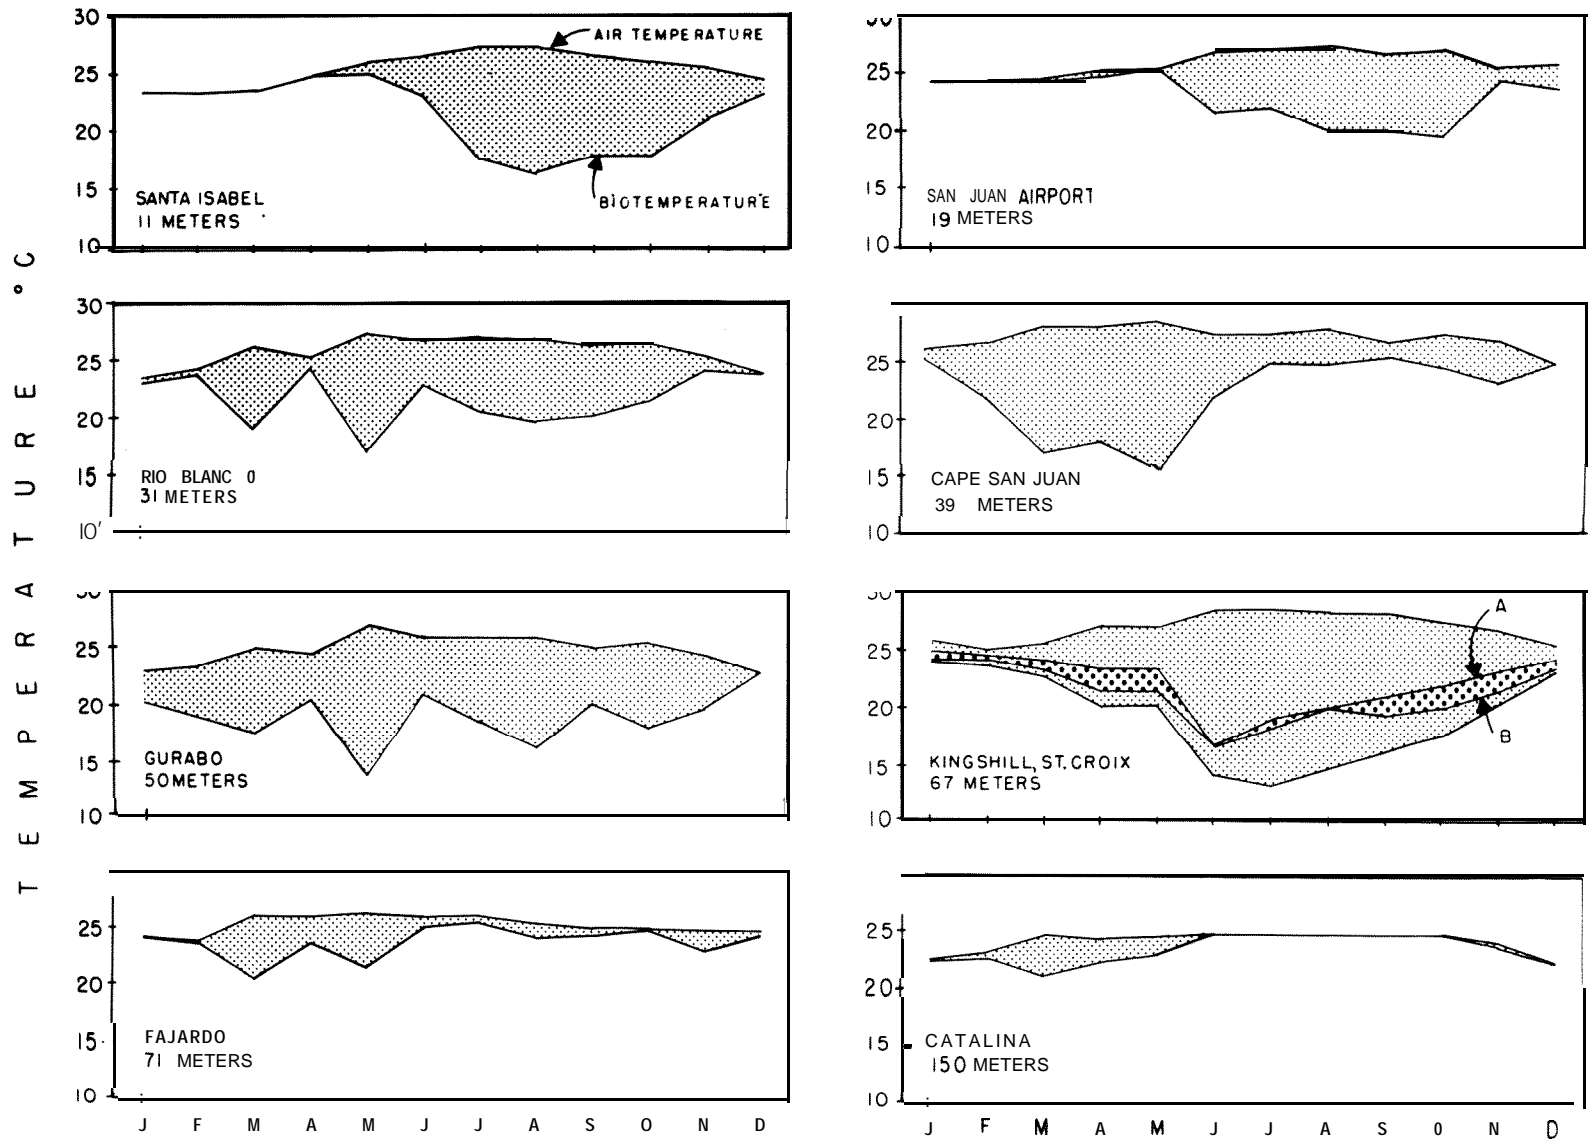 TEMPERATURE °C
30
25
20
15
10
AIR TEMPERATURE
BIOTEMPERATURE
SANTA ISABEL
11 METERS
25
20
15
10
SAN JUAN AIRPORT
19 METERS
30
25
20
15
10'
RIO BLANC 0
31 METERS
25
20
15
10
CAPE SAN JUAN
39 METERS
25
20
15
10
GURABO
50METERS
25
20
15
10
A
B
KINGSHILL, ST. CROIX
67 METERS
25
20
15
10
FAJARDO
71 METERS
J F M A M J J A S O N D
25
20
15
10
CATALINA
150 METERS
J F M A M J J A S 0 N D